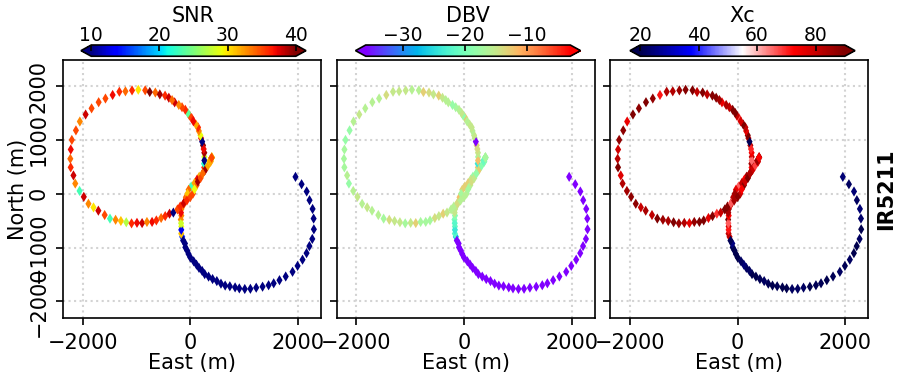 SNR DBV Xc
10 20 30 40 −30 −20 −10 20 40 60 80
North (m)
2000
1000
0
−1000
−2000
−2000 0 2000 −2000 0 2000 −2000 0 2000
East (m) East (m) East (m)
IR5211